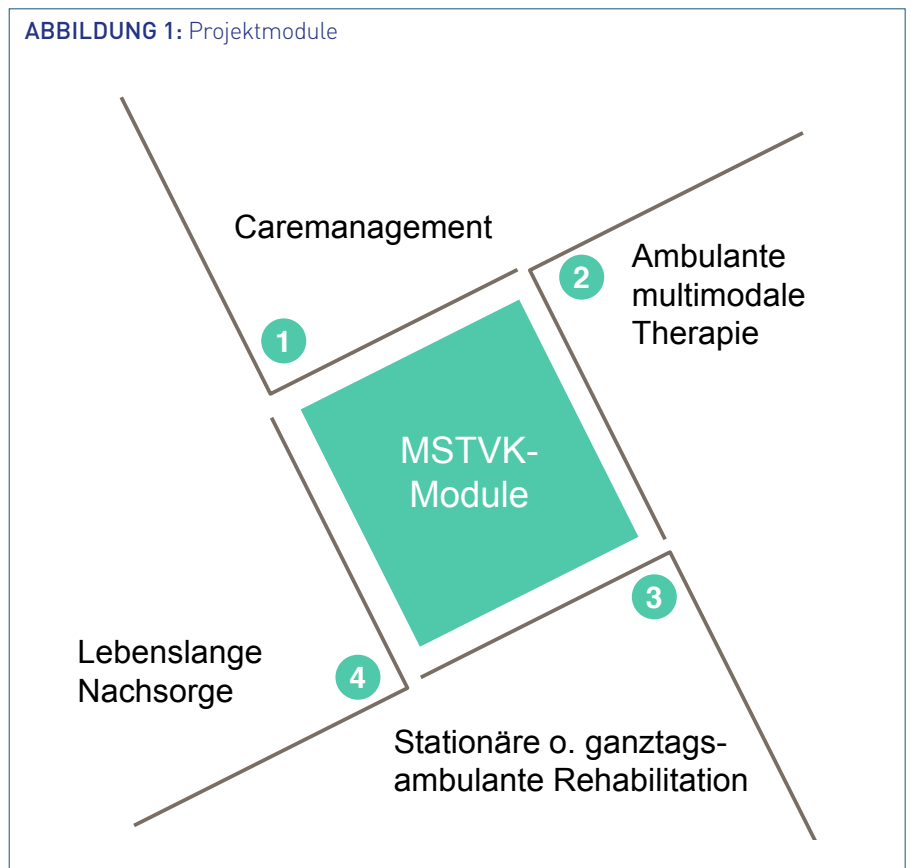 ABBILDUNG 1: Projektmodule
Caremanagement
1
2
Ambulante
multimodale
Therapie
MSTVK-
Module
3
Stationäre o. ganztags-
ambulante Rehabilitation
4
Lebenslange
Nachsorge